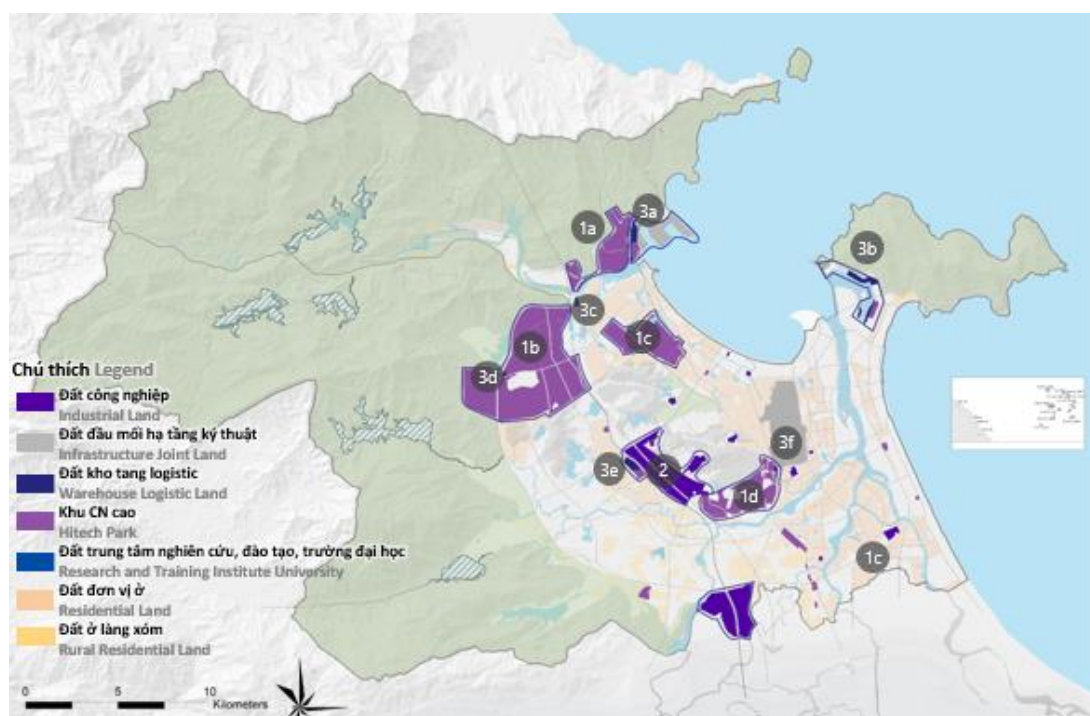 3a
1a
3b
3c
1b
1c
3d
Chú thích Legend
Đất công nghiệp
Industrial Land
Đất đầu mối hạ tầng kỹ thuật
Infrastructure Joint Land
Đất kho tang logistic
Warehouse Logistic Land
Khu CN cao
Hitech Park
Đất trung tâm nghiên cứu, đào tạo, trường đại học
Research and Training Institute University
Đất đơn vị ở
Residential Land
Đất ở làng xóm
Rural Residential Land
3f
3e
2
1d
1c
0 5 10
Kilometers